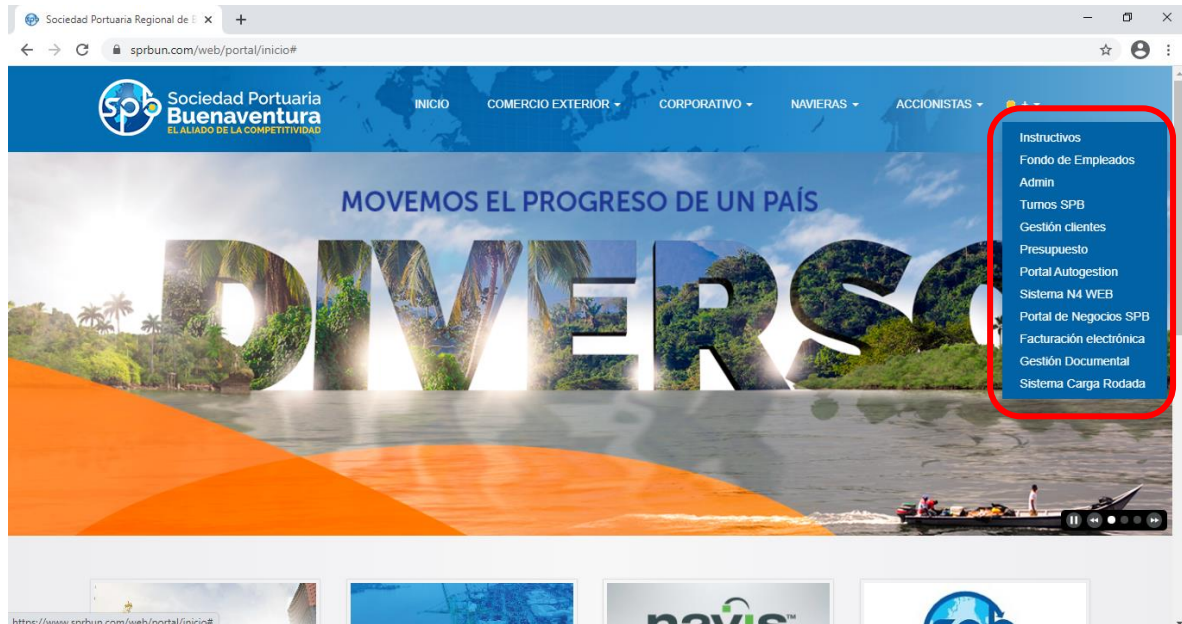 Sociedad Portuaria Regional de
sprbun.com/web/portal/inicio#
spb
Sociedad Portuaria
Buenaventura
EL ALIADO DE LA COMPETITIVIDAD
INICIO
COMERCIO EXTERIOR
CORPORATIVO
NAVIERAS
ACCIONISTAS
+
Instructivos
Fondo de Empleados
Admin
Turnos SPB
Gestión clientes
Presupuesto
Portal Autogestion
Sistema N4 WEB
Portal de Negocios SPB
Facturación electrónica
Gestión Documental
Sistema Carga Rodada
MOVEMOS EL PROGRESO DE UN PAÍS
DIVERSO
navis™
spb
https://www.sprbun.com/web/portal/inicio#